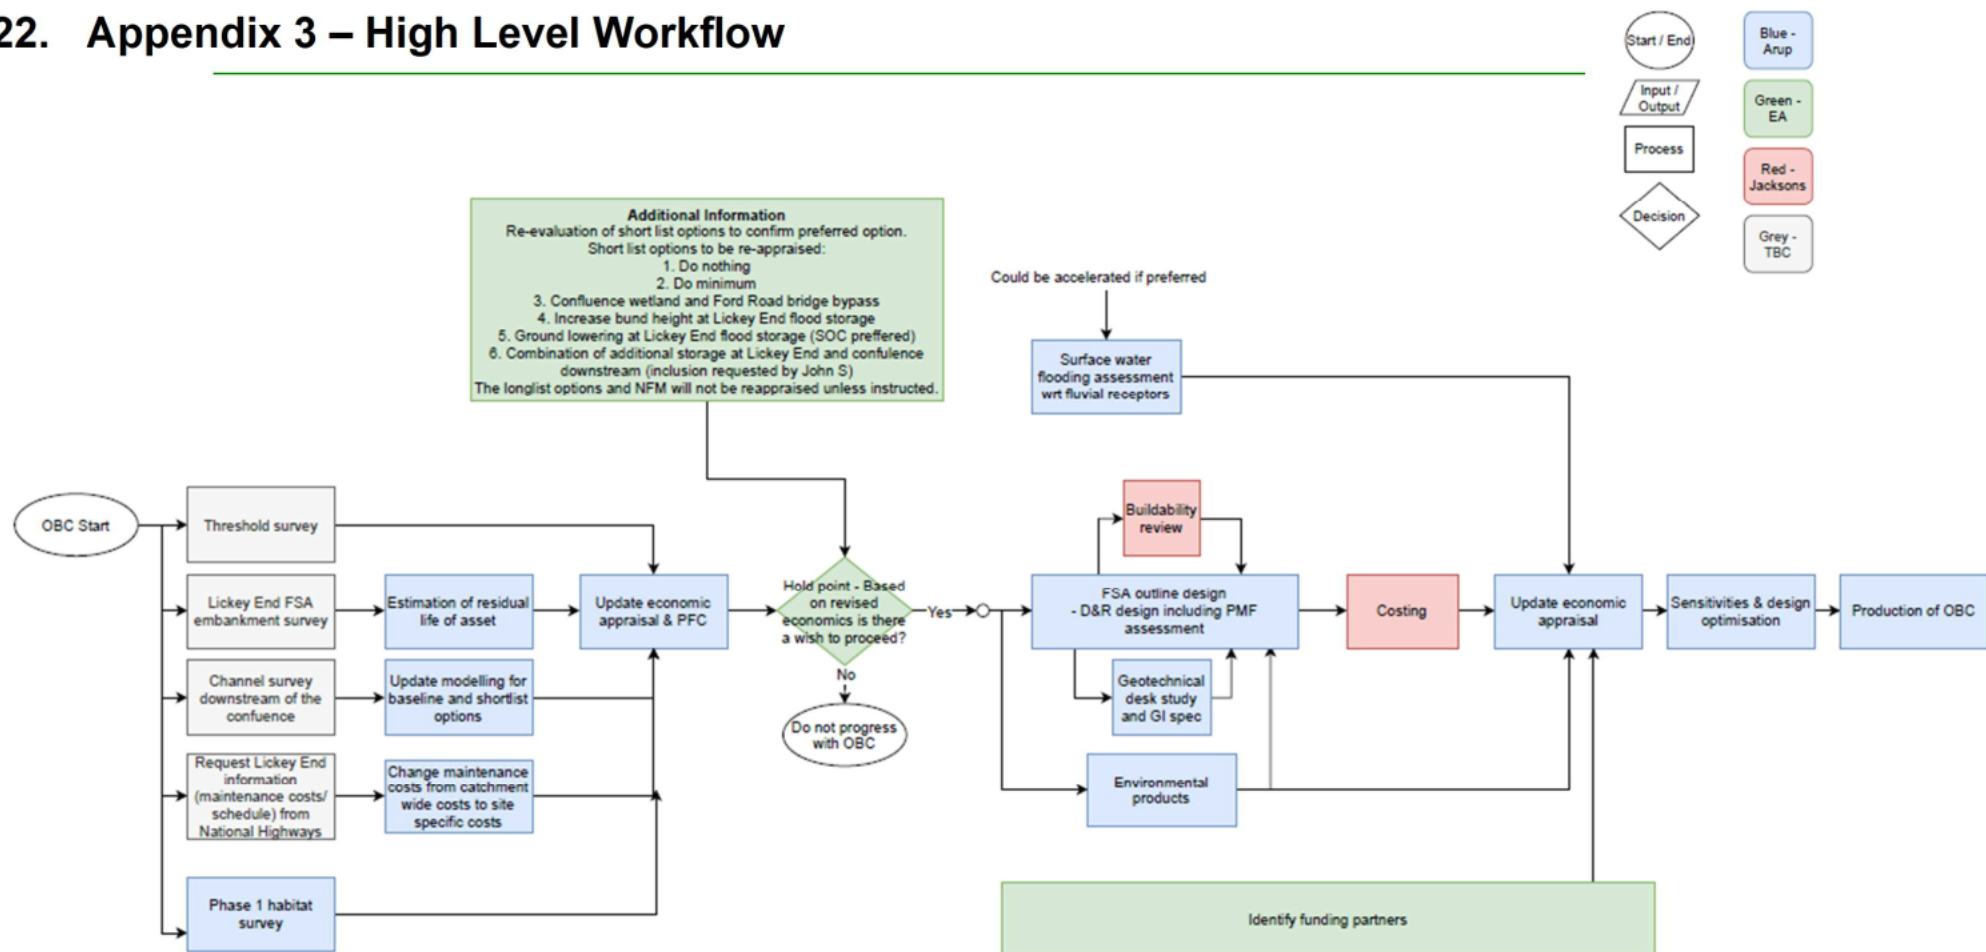 22. Appendix 3 – High Level Workflow
Start / End
Blue -
Arup
Input /
Output
Green -
EA
Process
Red -
Jacksons
Decision
Grey -
TBC
Additional Information
Re-evaluation of short list options to confirm preferred option.
Short list options to be re-appraised:
1. Do nothing
2. Do minimum
3. Confluence wetland and Ford Road bridge bypass
4. Increase bund height at Lickey End flood storage
5. Ground lowering at Lickey End flood storage (SOC preffered)
6. Combination of additional storage at Lickey End and confulence
downstream (inclusion requested by John S)
The longlist options and NFM will not be reappraised unless instructed.
Could be accelerated if preferred
Surface water
flooding assessment
wrt fluvial receptors
OBC Start
Threshold survey
Lickey End FSA
embankment survey
Estimation of residual
life of asset
Update economic
appraisal & PFC
Hold point - Based
on revised
economics is there
a wish to proceed?
Yes
No
Do not progress
with OBC
Channel survey
downstream of the
confuence
Update modelling for
baseline and shortlist
options
Request Lickey End
information
(maintenance costs/
schedule) from
National Highways
Change maintenance
costs from catchment
wide costs to site
specific costs
Phase 1 habitat
survey
Buildability
review
FSA outline design
- D&R design including PMF
assessment
Geotechnical
desk study
and GI spec
Environmental
products
Costing
Update economic
appraisal
Sensitivities & design
optimisation
Production of OBC
Identify funding partners